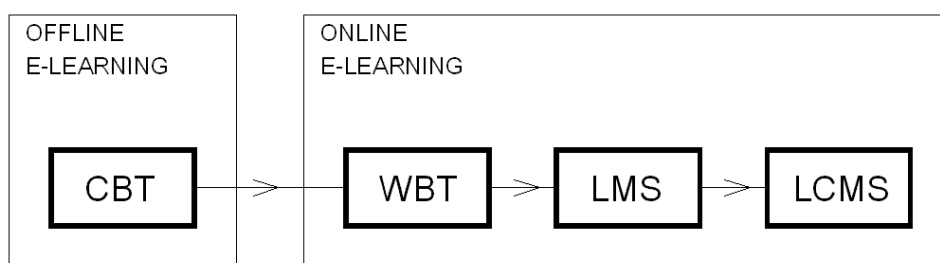 OFFLINE
E-LEARNING
ONLINE
E-LEARNING
CBT
WBT
LMS
LCMS